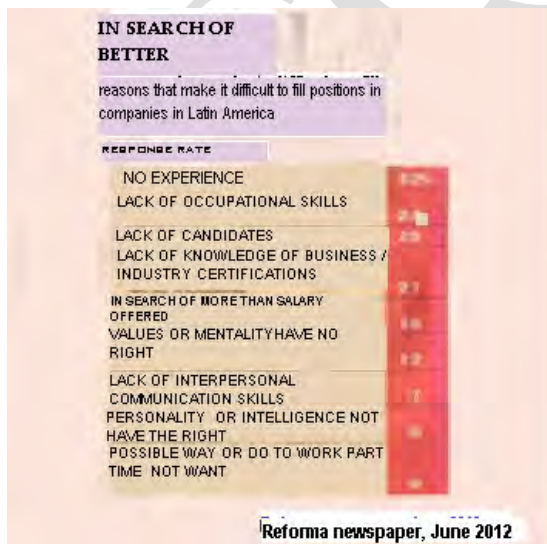 IN SEARCH OF
BETTER
reasons that make it difficult to fill positions in
companies in Latin America
RESPONSE RATE
NO EXPERIENCE
LACK OF OCCUPATIONAL SKILLS
LACK OF CANDIDATES
LACK OF KNOWLEDGE OF BUSINESS /
INDUSTRY CERTIFICATIONS
IN SEARCH OF MORE THAN SALARY
OFFERED
VALUES OR MENTALITY HAVE NO
RIGHT
LACK OF INTERPERSONAL
COMMUNICATION SKILLS
PERSONALITY OR INTELLIGENCE NOT
HAVE THE RIGHT
POSSIBLE WAY OR DO TO WORK PART
TIME NOT WANT
Reforma newspaper, June 2012